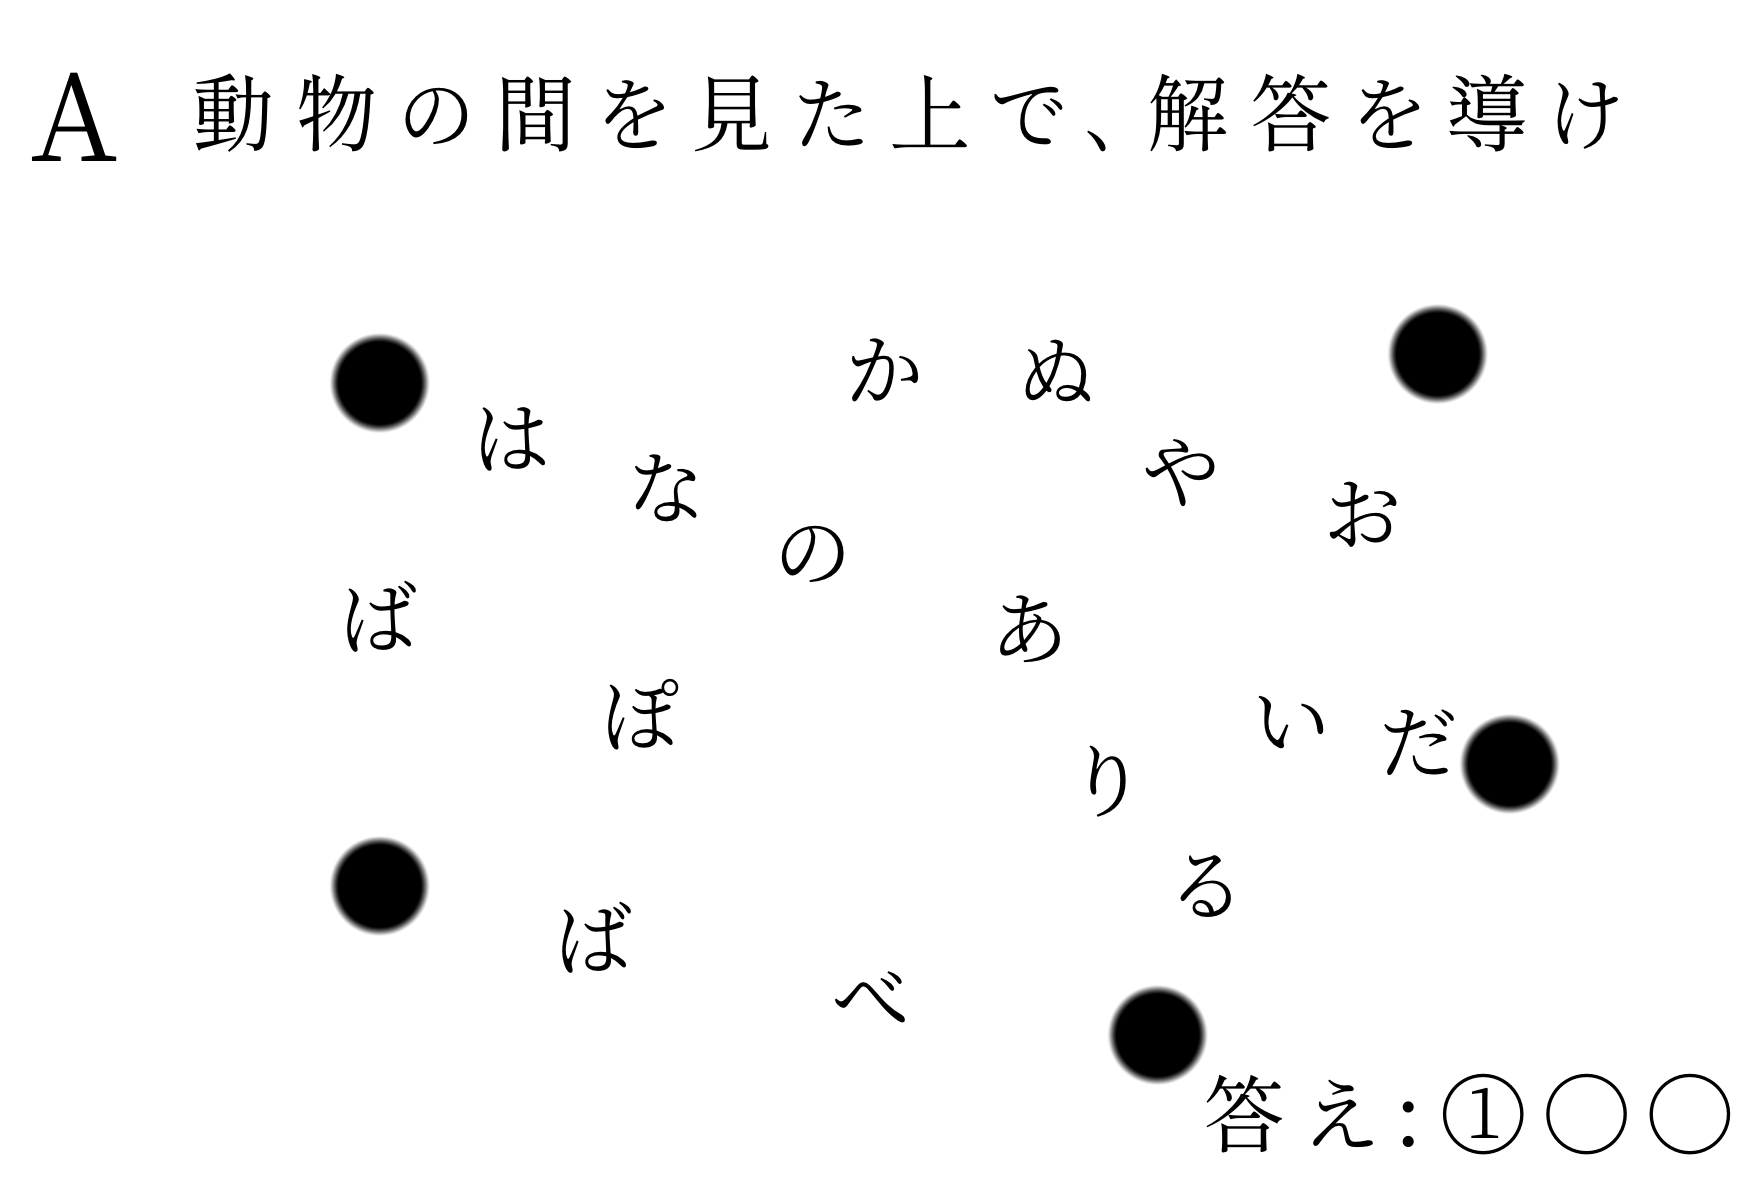 A 動物の間を見た上で、解答を導け
か ぬ
は
や
な
お
の
ば
あ
ぽ
い だ
り
る
ば
べ
答え:①○○